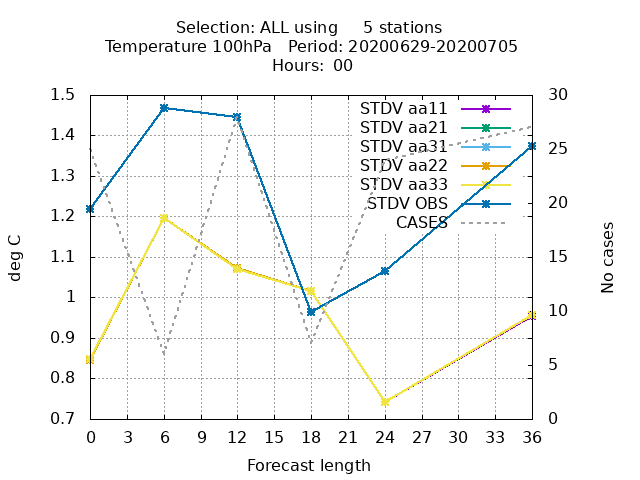 Selection: ALL using     5 stations
Temperature 100hPa   Period: 20200629-20200705
Hours:  00
1.5
1.4
1.3
1.2
1.1
1
0.9
0.8
0.7
deg C
30
25
20
15
10
5
0
No cases
STDV aa11
STDV aa21
STDV aa31
STDV aa22
STDV aa33
STDV OBS
CASES
0 3 6 9 12 15 18 21 24 27 30 33 36
Forecast length